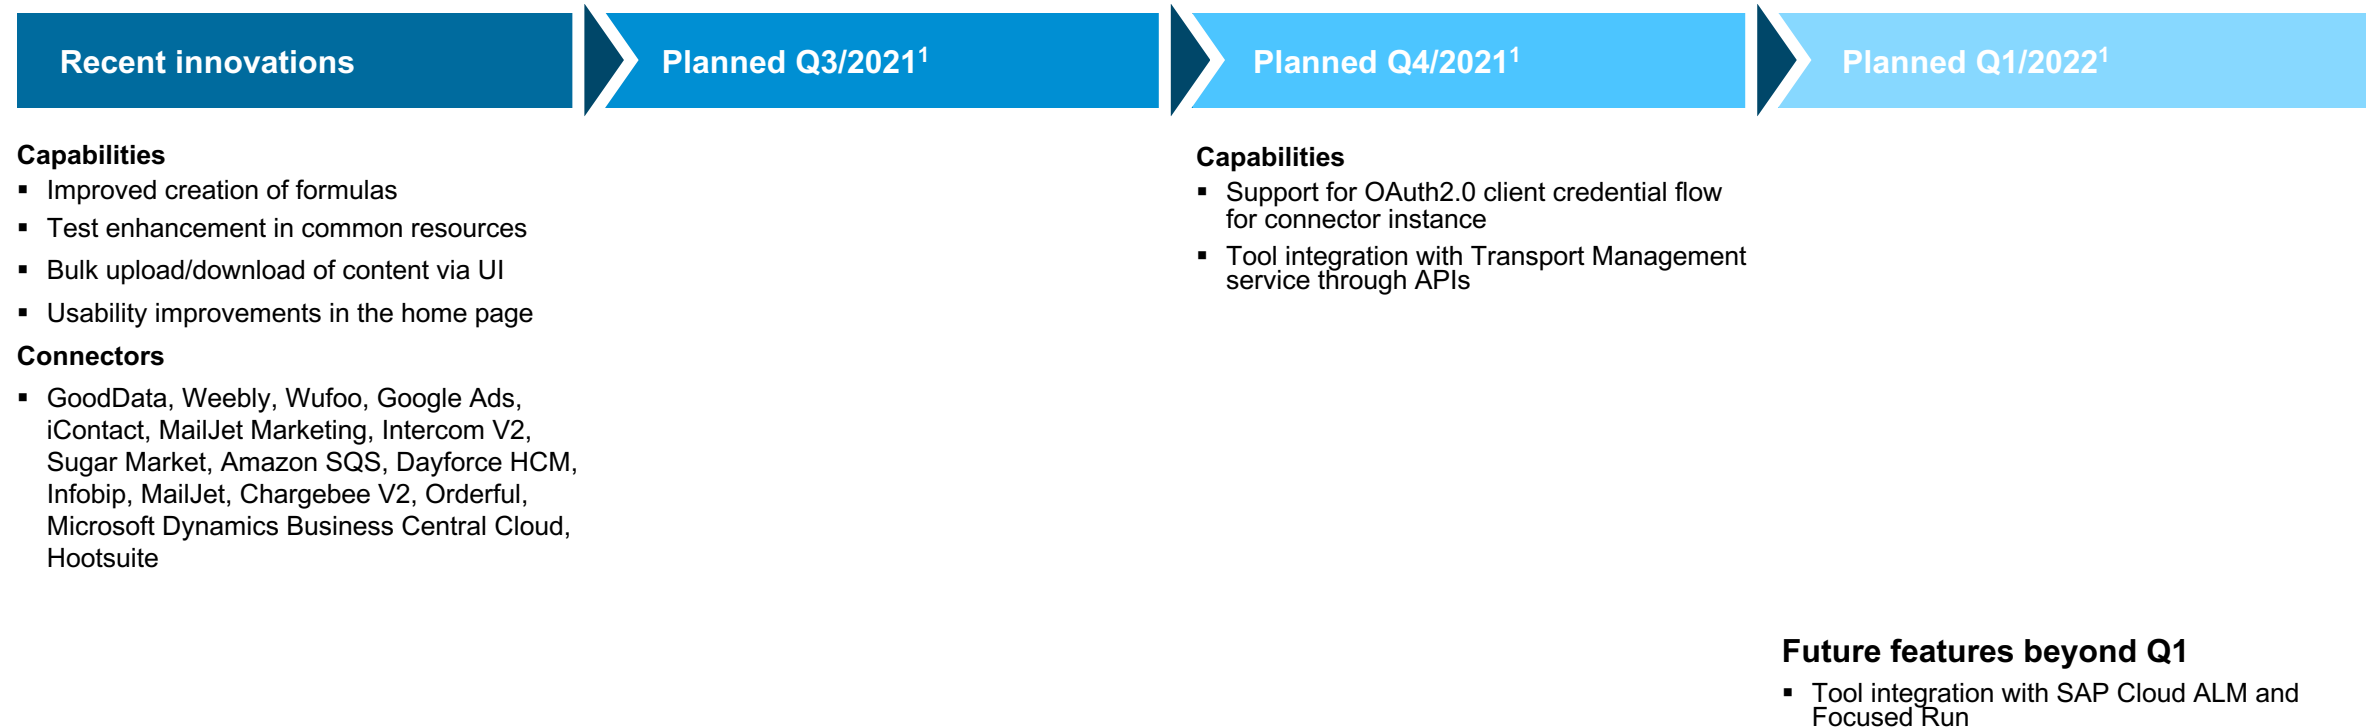 Recent innovations
Planned Q3/2021¹
Planned Q4/2021¹
Planned Q1/2022¹
Capabilities
▪ Improved creation of formulas
▪ Test enhancement in common resources
▪ Bulk upload/download of content via UI
▪ Usability improvements in the home page
Connectors
▪ GoodData, Weebly, Wufoo, Google Ads,
iContact, MailJet Marketing, Intercom V2,
Sugar Market, Amazon SQS, Dayforce HCM,
Infobip, MailJet, Chargebee V2, Orderful,
Microsoft Dynamics Business Central Cloud,
Hootsuite
Capabilities
▪ Support for OAuth2.0 client credential flow
for connector instance
▪ Tool integration with Transport Management
service through APIs
Future features beyond Q1
▪ Tool integration with SAP Cloud ALM and
Focused Run